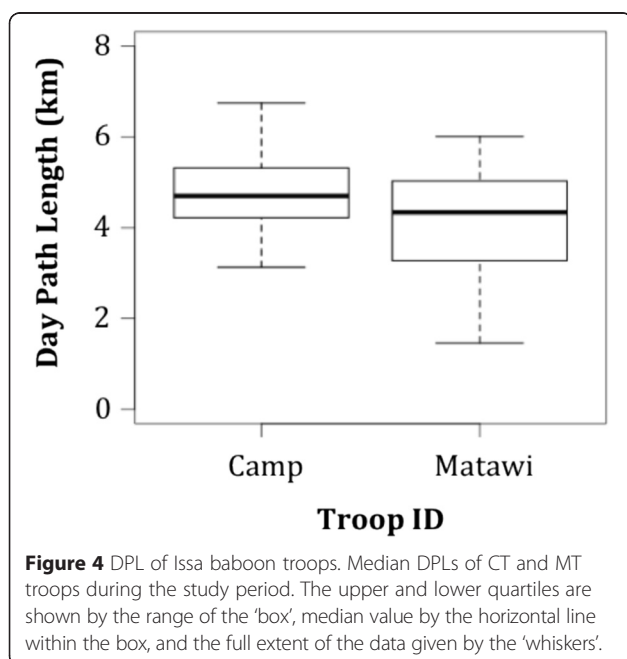 8
6
4
2
0
Day Path Length (km)
Camp Matawi
Troop ID
Figure 4 DPL of Issa baboon troops. Median DPLs of CT and MT
troops during the study period. The upper and lower quartiles are
shown by the range of the ‘box’, median value by the horizontal line
within the box, and the full extent of the data given by the ‘whiskers’.